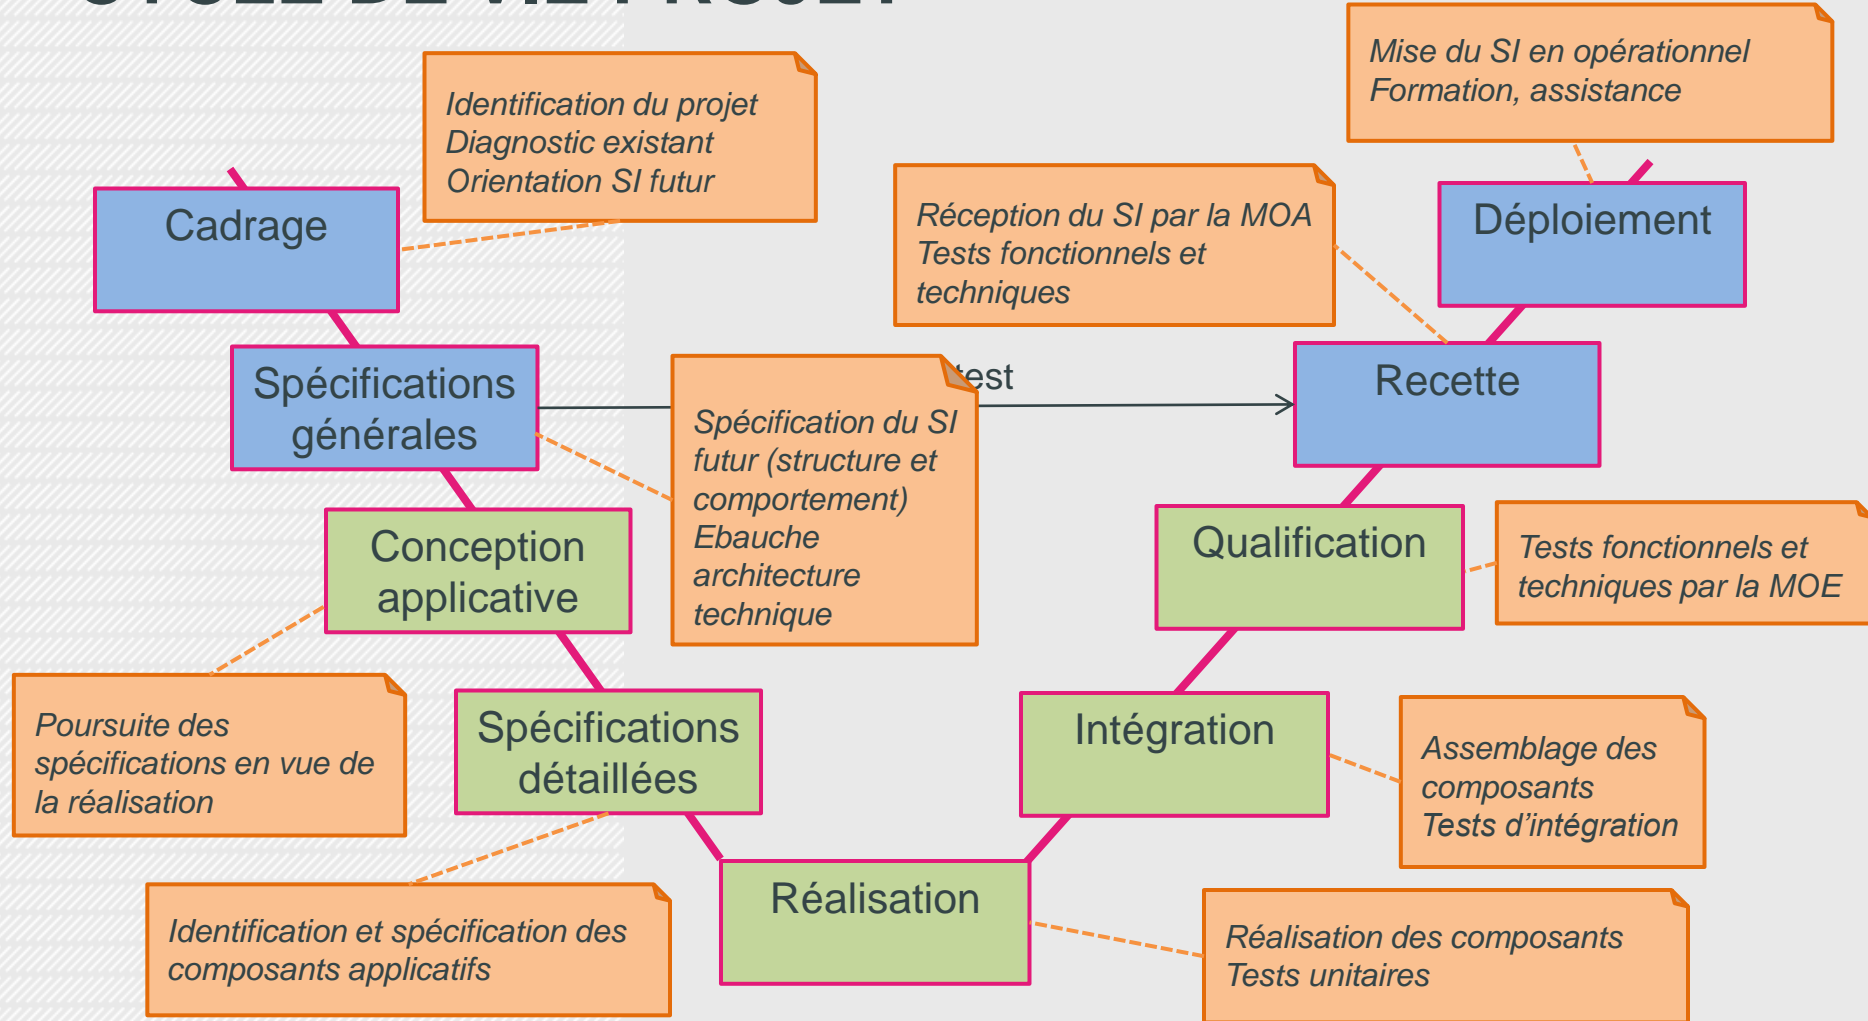 CYCLE DE VIE PROJET
Identification du projet
Diagnostic existant
Orientation SI futur
Mise du SI en opérationnel
Formation, assistance
Cadrage
Réception du SI par la MOA
Tests fonctionnels et
techniques
Déploiement
Spécifications
générales
test
Recette
Spécification du SI
futur (structure et
comportement)
Ebauche
architecture
technique
Conception
applicative
Qualification
Tests fonctionnels et
techniques par la MOE
Poursuite des
spécifications en vue de
la réalisation
Spécifications
détaillées
Intégration
Assemblage des
composants
Tests d’intégration
Réalisation
Identification et spécification des
composants applicatifs
Réalisation des composants
Tests unitaires